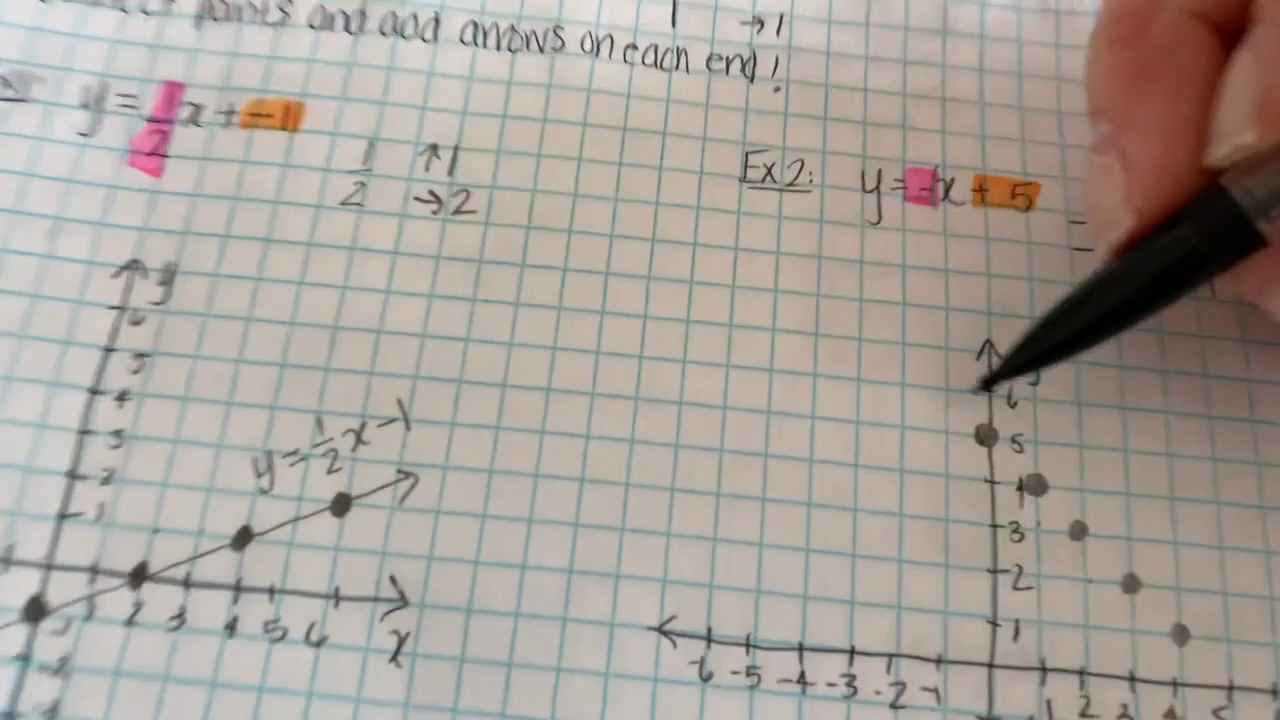 points and add arrows on each end!
→1
y = 1/2 x + -1
1/2 ↑1 →2
Ex 2: y = -x + 5
y
6
5
4
3
2
1
y = 1/2 x - 1
1 2 3 4 5 6
x
-2
6
5
4
3
2
1
-6 -5 -4 -3 -2 -1
1 2 3 4 5